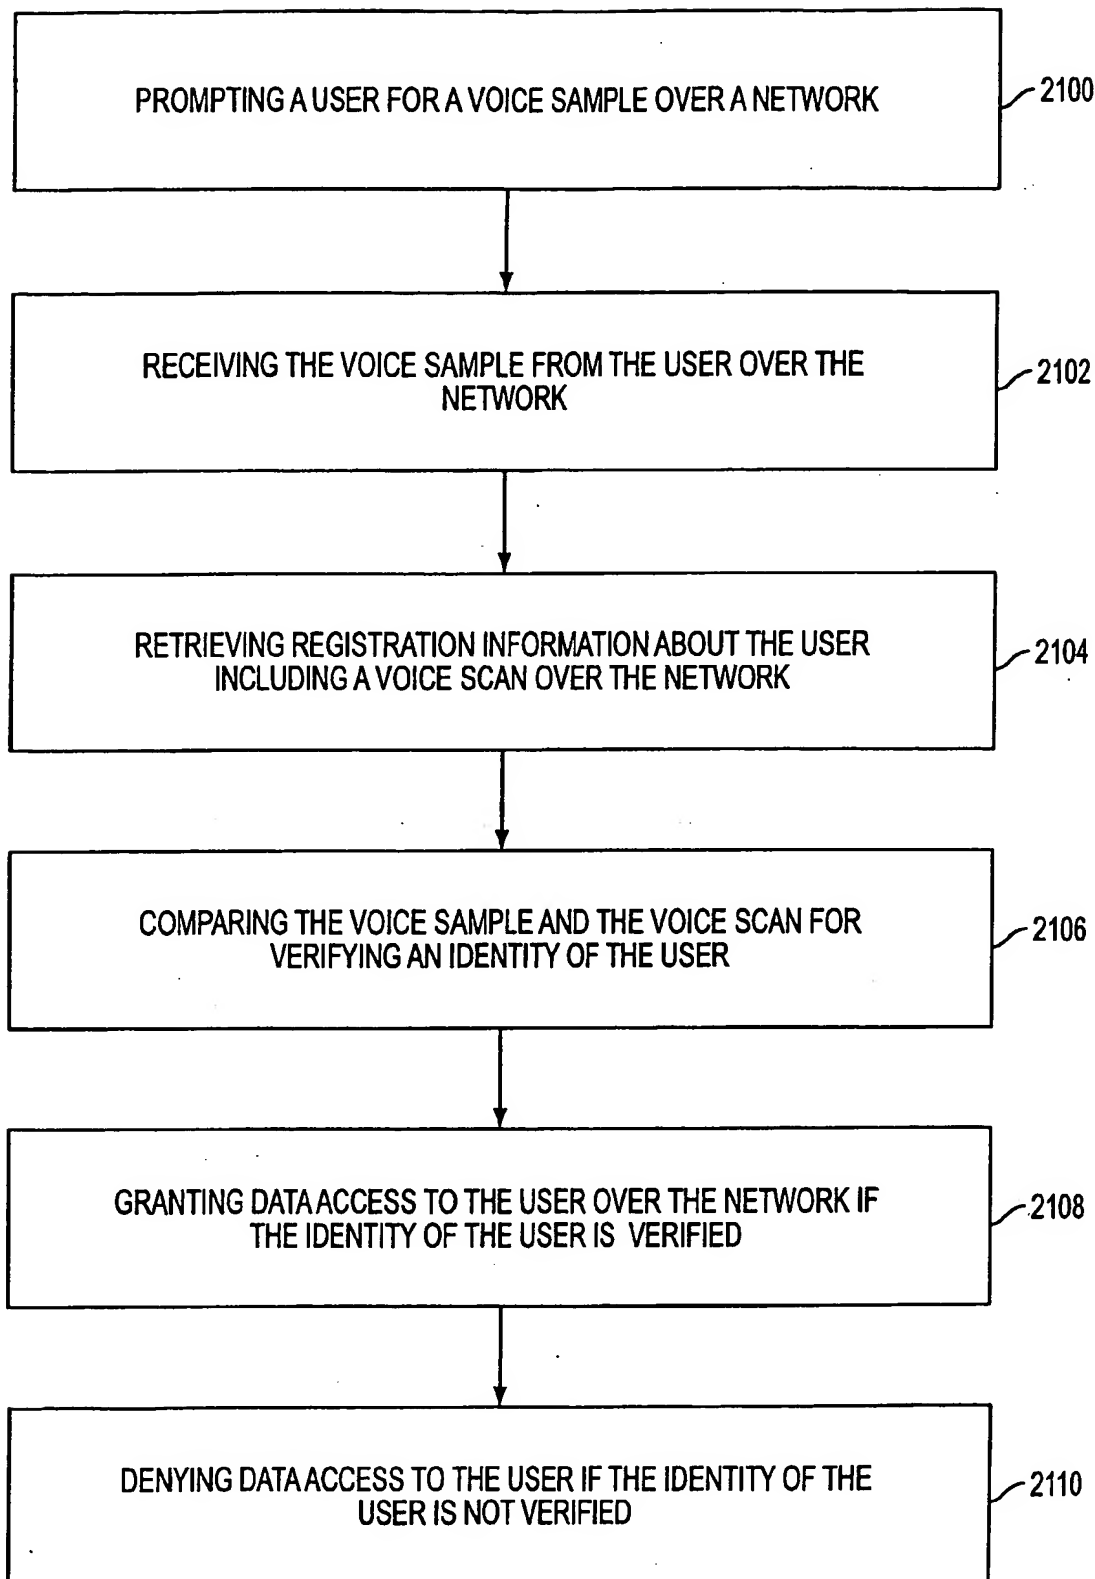 PROMPTING A USER FOR A VOICE SAMPLE OVER A NETWORK
2100
RECEIVING THE VOICE SAMPLE FROM THE USER OVER THE
NETWORK
2102
RETRIEVING REGISTRATION INFORMATION ABOUT THE USER
INCLUDING A VOICE SCAN OVER THE NETWORK
2104
COMPARING THE VOICE SAMPLE AND THE VOICE SCAN FOR
VERIFYING AN IDENTITY OF THE USER
2106
GRANTING DATA ACCESS TO THE USER OVER THE NETWORK IF
THE IDENTITY OF THE USER IS VERIFIED
2108
DENYING DATA ACCESS TO THE USER IF THE IDENTITY OF THE
USER IS NOT VERIFIED
2110